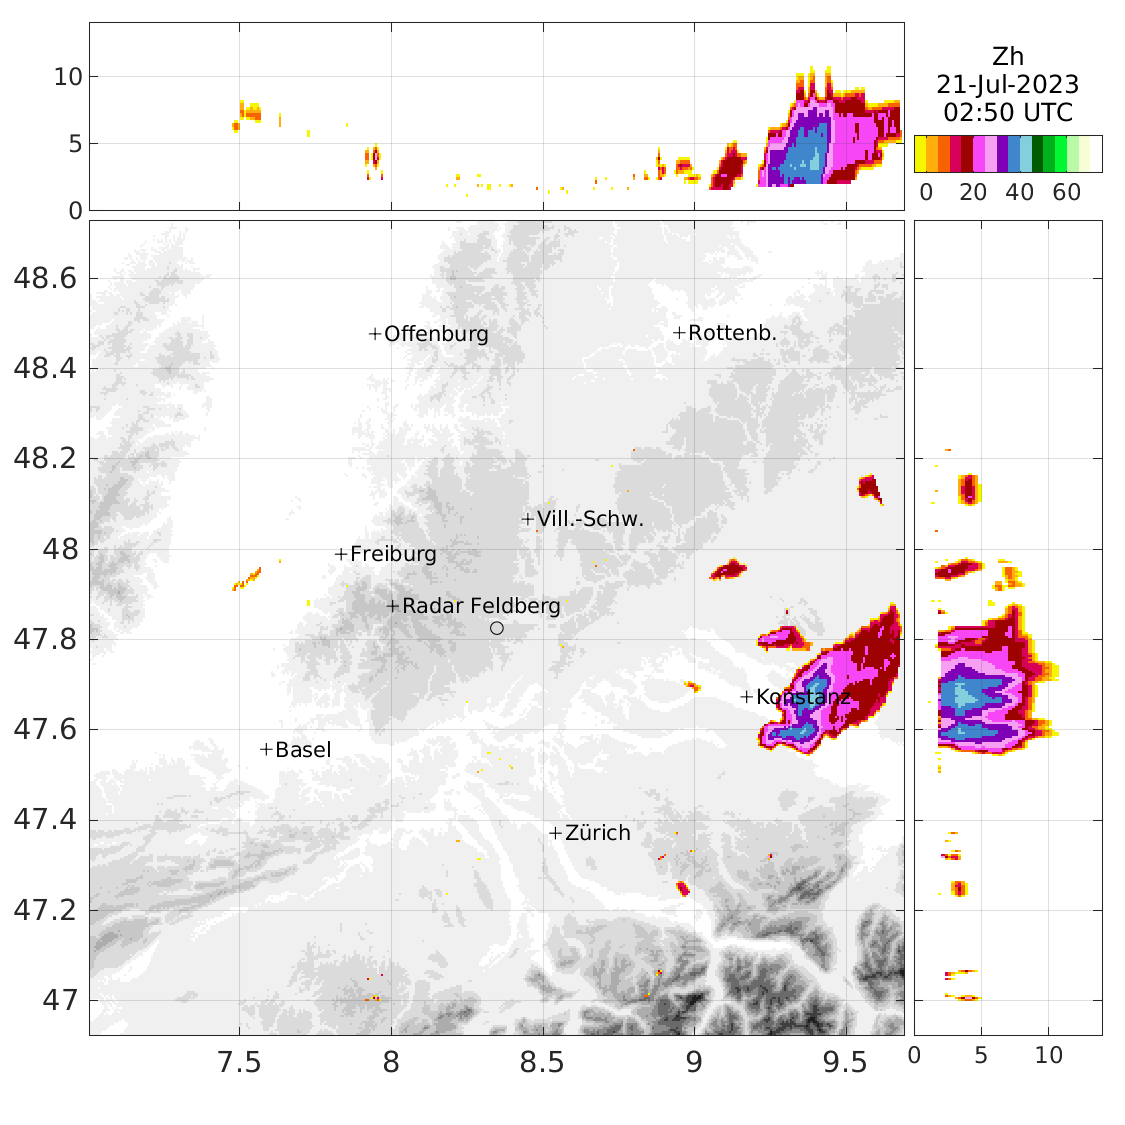 10
5
0
Zh
21-Jul-2023
02:50 UTC
0 20 40 60
48.6
48.4
48.2
48
47.8
47.6
47.4
47.2
47
+Offenburg
+Rottenb.
+Vill.-Schw.
+Freiburg
+Radar Feldberg
+Konstanz
+Basel
+Zürich
7.5 8 8.5 9 9.5
0 5 10